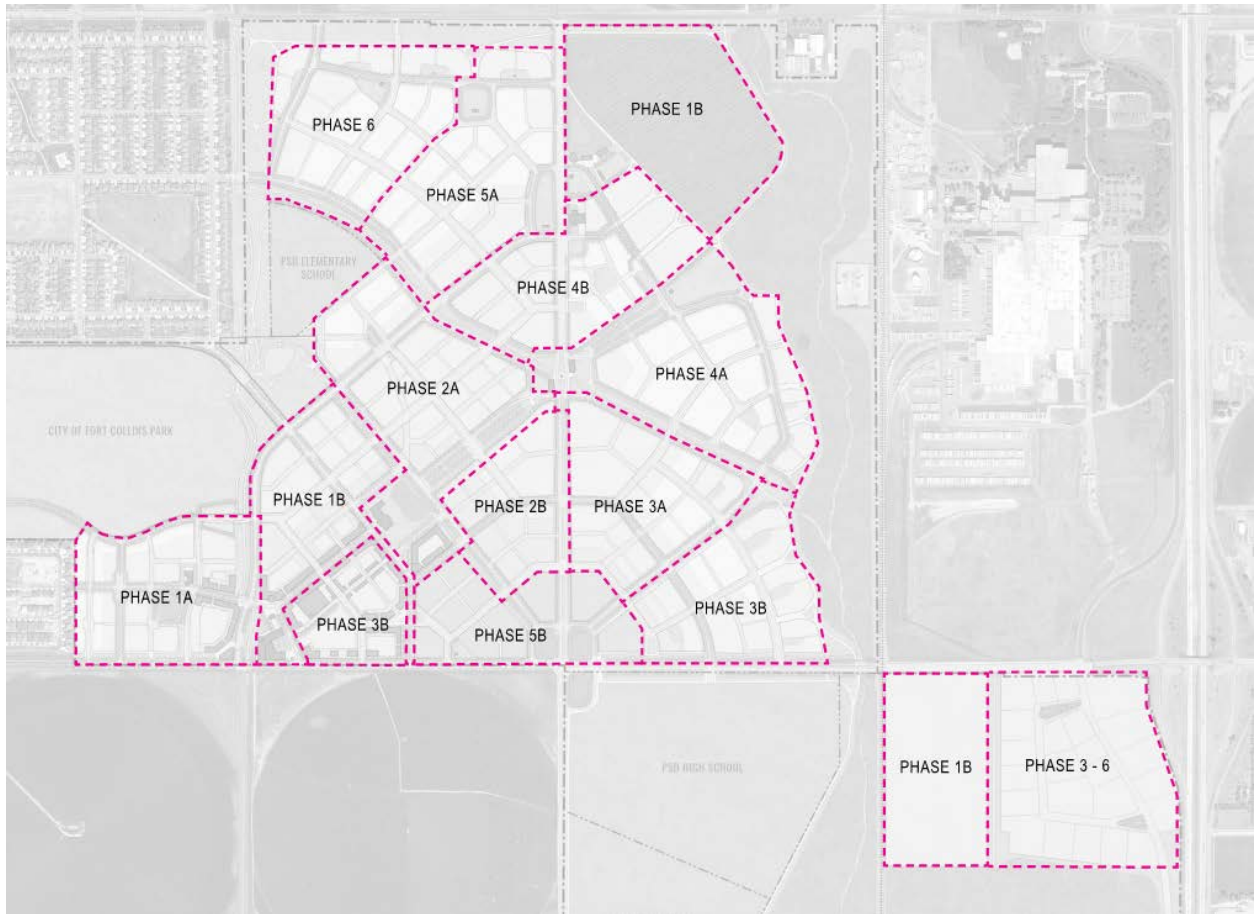 PHASE 1B
PHASE 6
PHASE 5A
PSD ELEMENTARY
SCHOOL
PHASE 4B
PHASE 4A
PHASE 2A
CITY OF FORT COLLINS PARK
PHASE 1B
PHASE 2B
PHASE 3A
PHASE 1A
PHASE 3B
PHASE 5B
PHASE 3B
PSD HIGH SCHOOL
PHASE 1B
PHASE 3 - 6